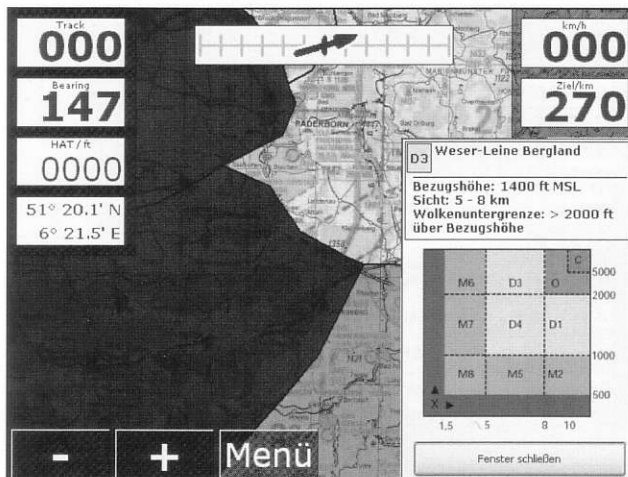 Track
000
Bearing
147
HAT / ft
0000
51° 20.1' N
6° 21.5' E
km/h
000
Ziel/km
270
PADERBORN
Bad Driburg
D3 Weser-Leine Bergland
Bezugshöhe: 1400 ft MSL
Sicht: 5 - 8 km
Wolkenuntergrenze: > 2000 ft
über Bezugshöhe
C
M6 D3 O
5000
2000
M7 D4 D1
1000
M8 M5 M2
500
X
1,5 5 8 10
Fenster schließen
- + Menü